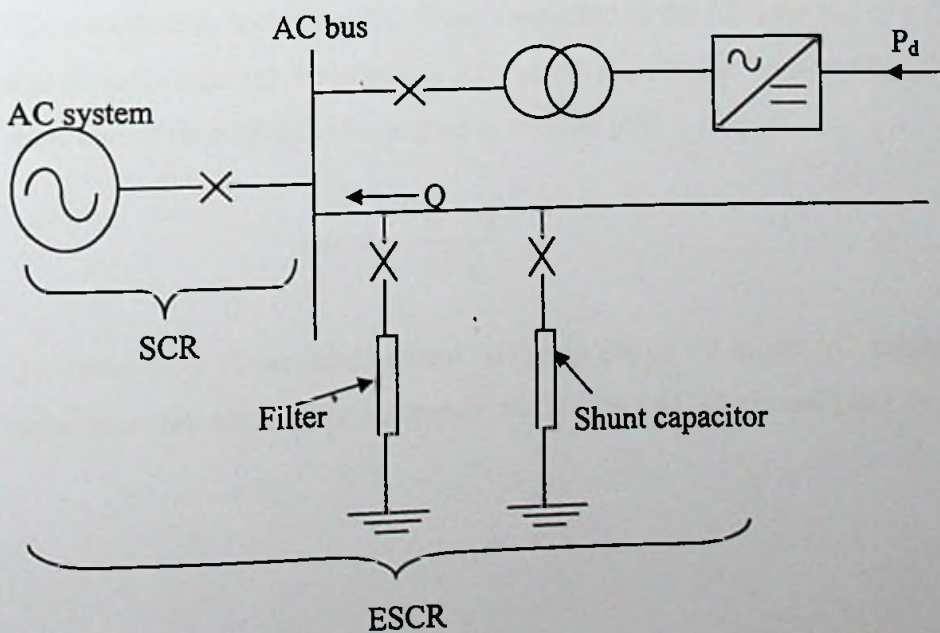 AC bus
P_d
AC system
Q
SCR
Filter
Shunt capacitor
ESCR